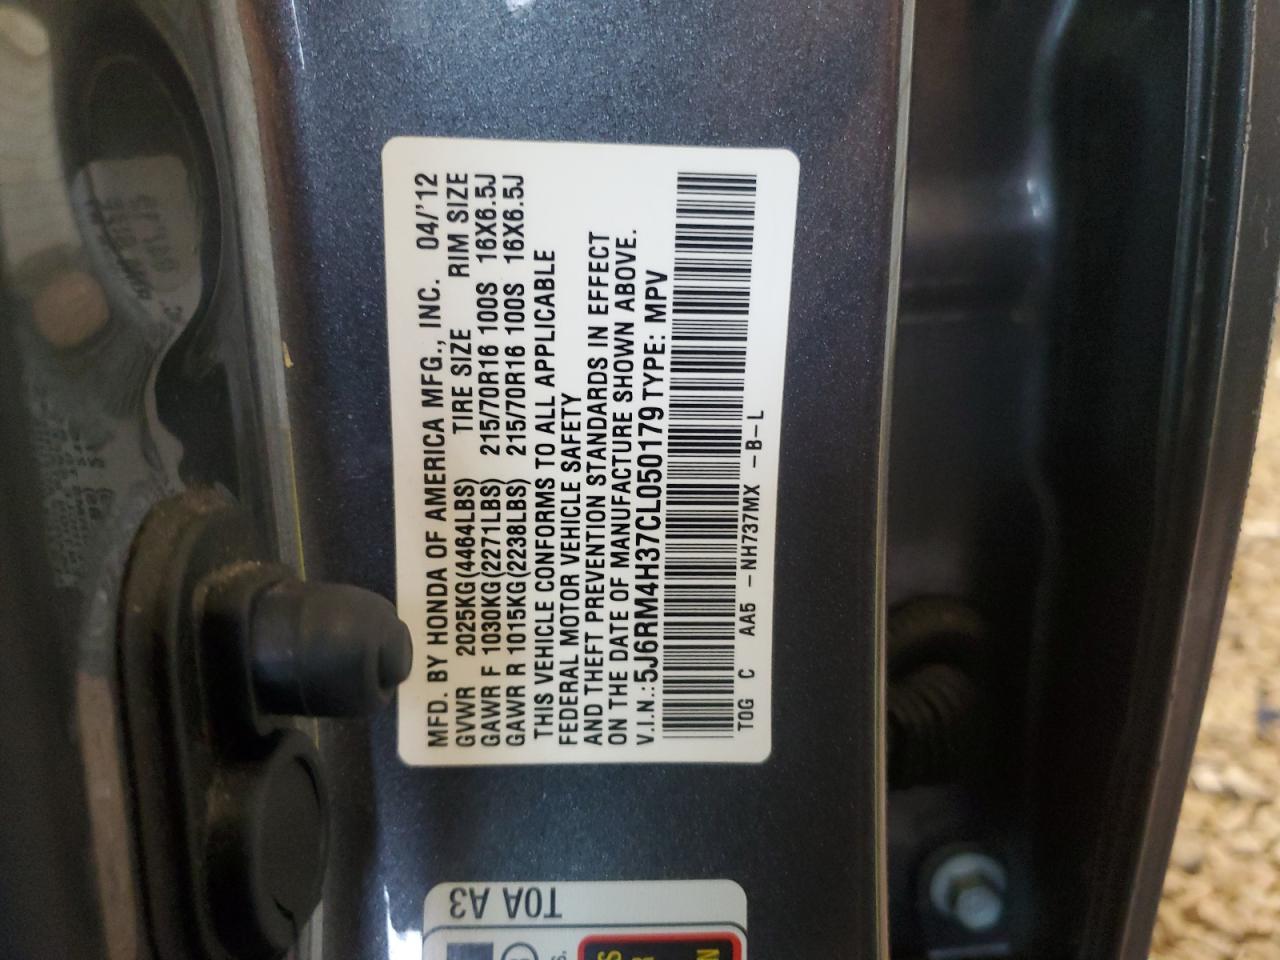 MFD. BY HONDA OF AMERICA MFG., INC. 04/'12
GVWR 2025KG(4464LBS) TIRE SIZE RIM SIZE
GAWR F 1030KG(2271LBS) 215/70R16 100S 16X6.5J
GAWR R 1015KG(2238LBS) 215/70R16 100S 16X6.5J
THIS VEHICLE CONFORMS TO ALL APPLICABLE
FEDERAL MOTOR VEHICLE SAFETY
AND THEFT PREVENTION STANDARDS IN EFFECT
ON THE DATE OF MANUFACTURE SHOWN ABOVE.
V.I.N.:5J6RM4H37CL050179 TYPE: MPV
T0G C AA5 -NH737MX -B-L
T0A A3